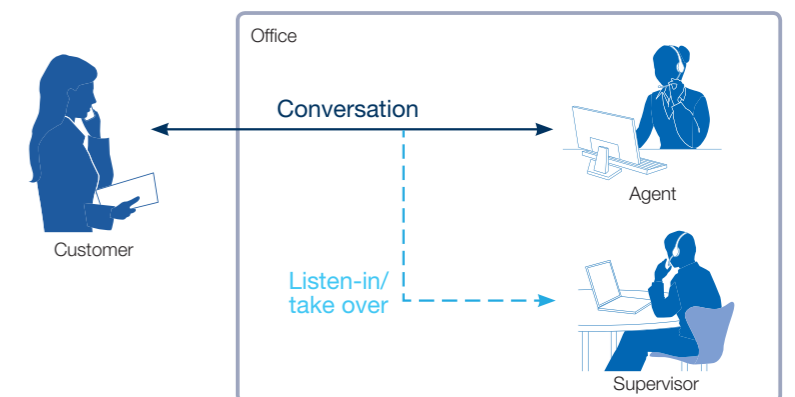 Office
Conversation
Agent
Customer
Listen-in/
take over
Supervisor